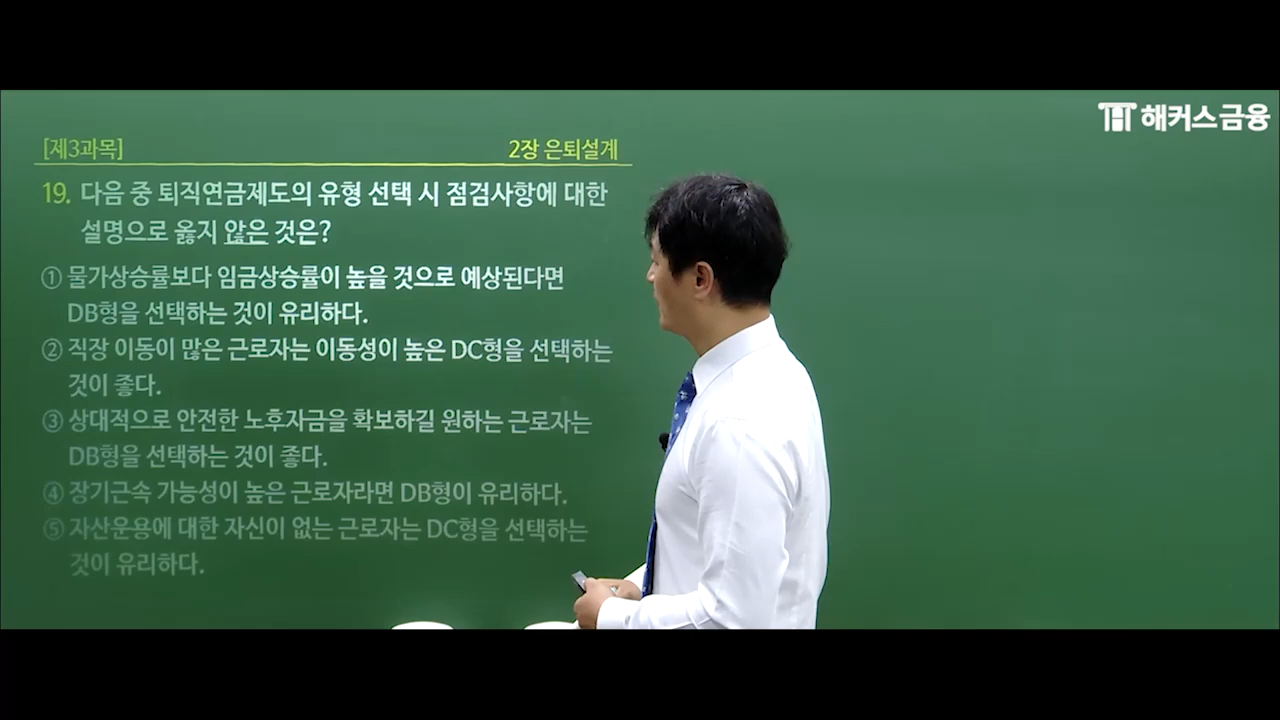 해커스금융
[제3과목] 2장 은퇴설계
19. 다음 중 퇴직연금제도의 유형 선택 시 점검사항에 대한
설명으로 옳지 않은 것은?
① 물가상승률보다 임금상승률이 높을 것으로 예상된다면
DB형을 선택하는 것이 유리하다.
② 직장 이동이 많은 근로자는 이동성이 높은 DC형을 선택하는
것이 좋다.
③ 상대적으로 안전한 노후자금을 확보하길 원하는 근로자는
DB형을 선택하는 것이 좋다.
④ 장기근속 가능성이 높은 근로자라면 DB형이 유리하다.
⑤ 자산운용에 대한 자신이 없는 근로자는 DC형을 선택하는
것이 유리하다.